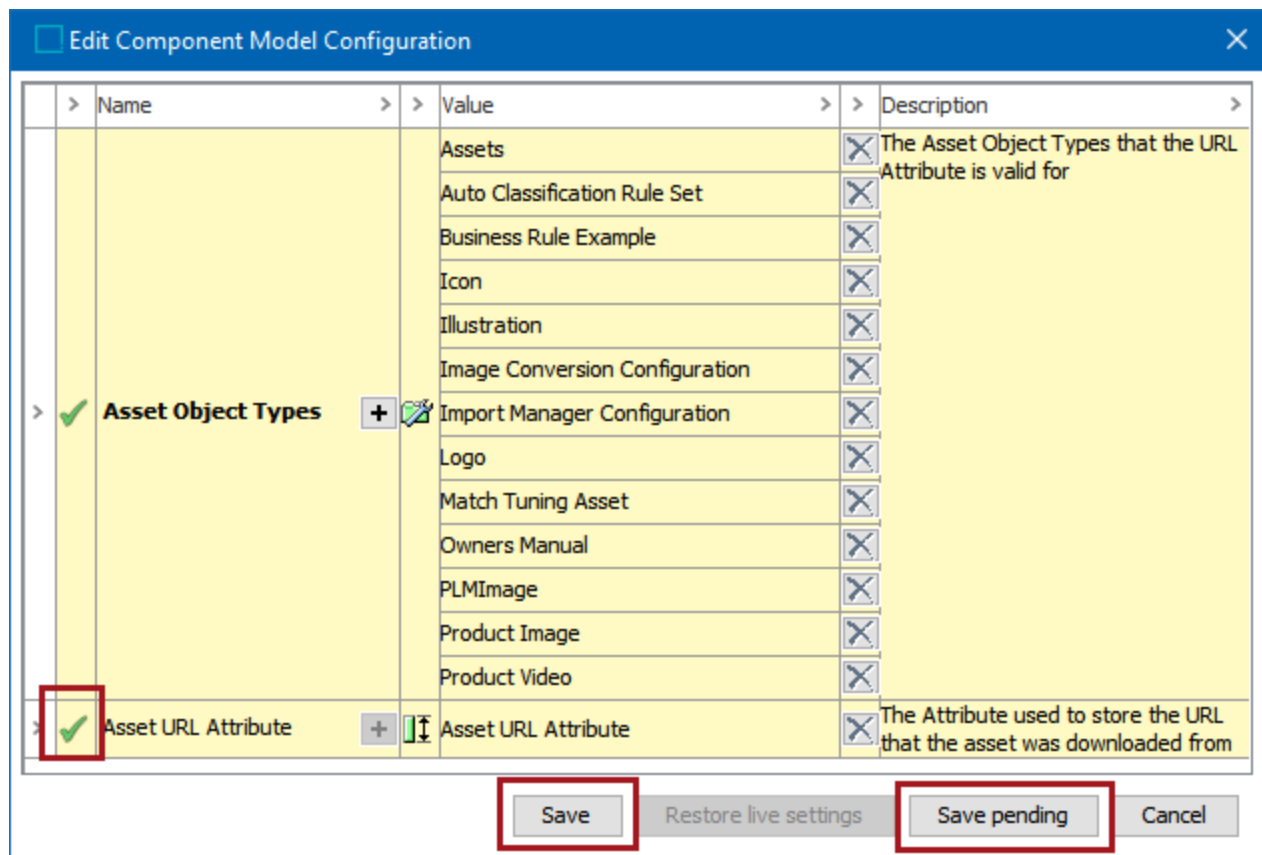 Edit Component Model Configuration
Name
Value
Description
Assets
The Asset Object Types that the URL
Attribute is valid for
Auto Classification Rule Set
Business Rule Example
Icon
Illustration
Image Conversion Configuration
Asset Object Types
Import Manager Configuration
Logo
Match Tuning Asset
Owners Manual
PLMImage
Product Image
Product Video
Asset URL Attribute
Asset URL Attribute
The Attribute used to store the URL
that the asset was downloaded from
Save
Restore live settings
Save pending
Cancel